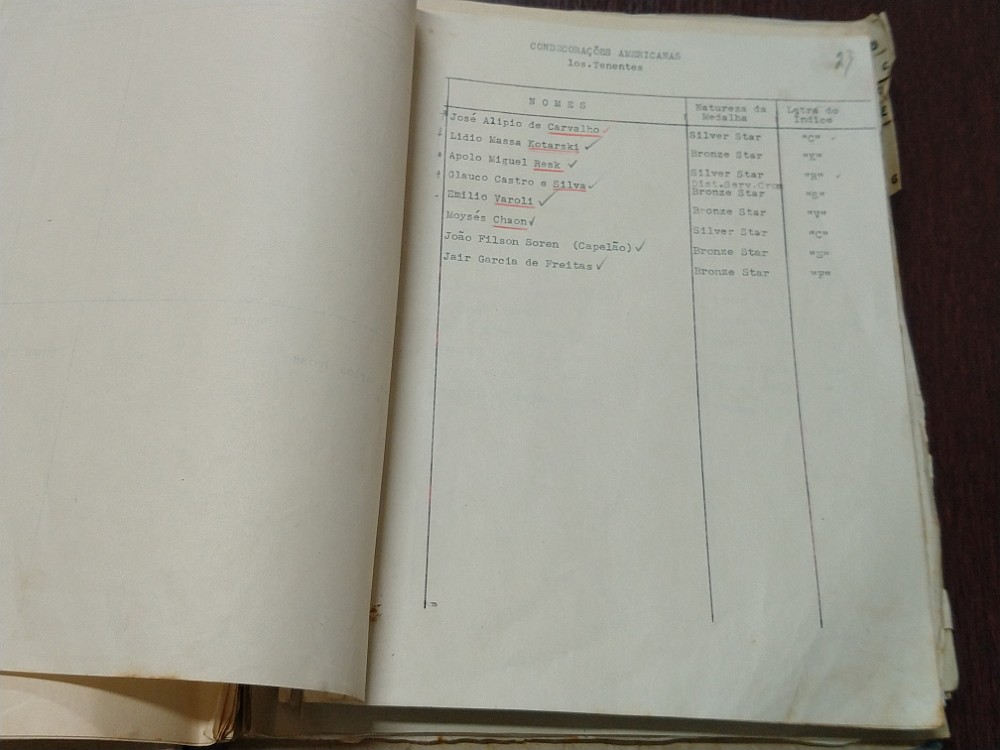 CONDECORAÇÕES AMERICANAS
1os.Tenentes
23
NOMES Natureza da Medalha Letra do Índice
José Alipio de Carvalho Silver Star "C"
Lidio Massa Kotarski Bronze Star "K"
Apolo Miguel Resk Silver Star "R"
Dist.Serv.Cross
Glauco Castro e Silva Bronze Star "S"
Emilio Varoli Bronze Star "V"
Moysés Chaon Silver Star "C"
João Filson Soren (Capelão) Bronze Star "S"
Jair Garcia de Freitas Bronze Star "F"
C
E
G